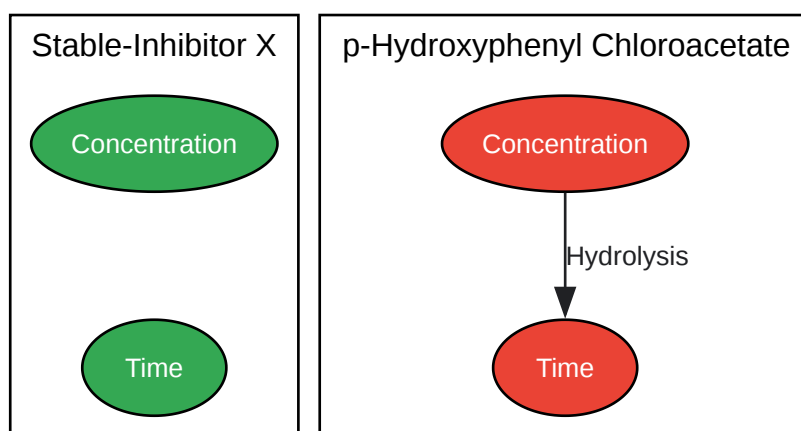 Stable-Inhibitor X
Concentration
Time
p-Hydroxyphenyl Chloroacetate
Concentration
Hydrolysis
Time